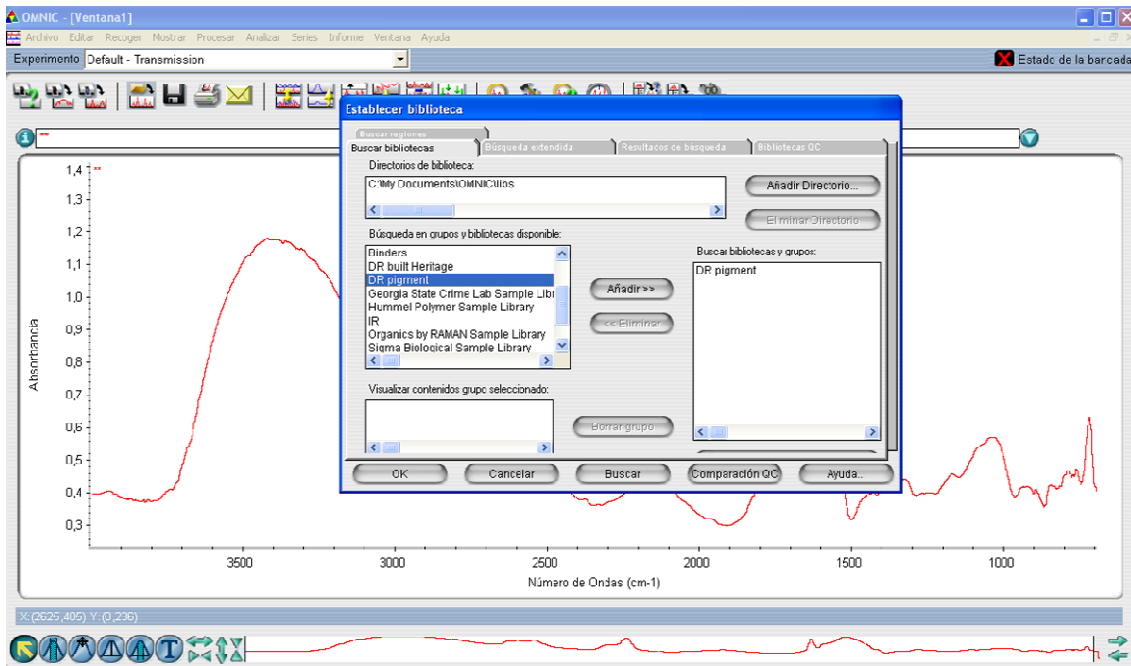 OMNIC - [Ventana1]
Archivo Editar Recoger Mostrar Procesar Analizar Series Informe Ventana Ayuda
Experimento Default - Transmission
Estado de la barcada
Establecer biblioteca
Buscar regiones
Buscar bibliotecas Búsqueda extendida Resultados de búsqueda Bibliotecas QC
Directorios de biblioteca:
C:\My Documents\OMNIC\libs
Añadir Directorio...
Eliminar Directorio
Búsqueda en grupos y bibliotecas disponible:
Binders
DR built Heritage
DR pigment
Georgia State Crime Lab Sample Libr
Hummel Polymer Sample Library
IR
Organics by RAMAN Sample Library
Sigma Biological Sample Library
Añadir >>
<< Eliminar
Buscar bibliotecas y grupos:
DR pigment
Visualizar contenidos grupo seleccionado:
Borrar grupo
OK Cancelar Buscar Comparación QC Ayuda...
1,4
1,3
1,2
1,1
1,0
0,9
0,8
0,7
0,6
0,5
0,4
0,3
Absorbancia
3500 3000 2500 2000 1500 1000
Número de Ondas (cm-1)
X:(2625,405) Y:(0,236)
T